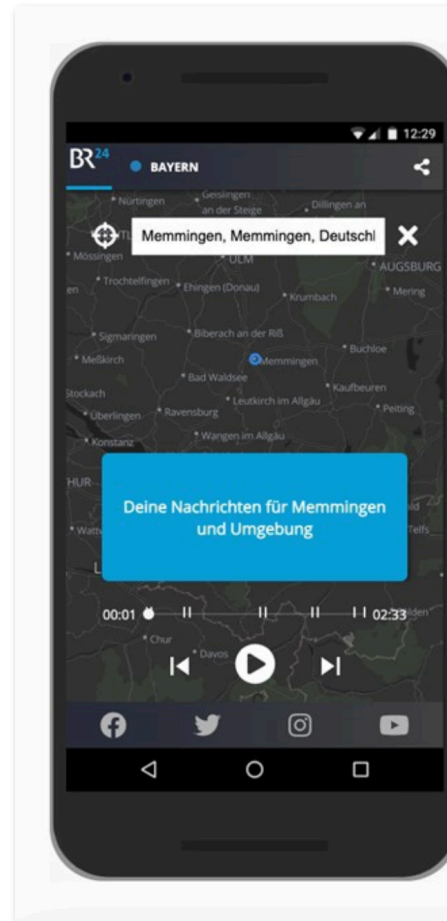 12:29
BR24
BAYERN
Nürtingen
Geislingen
an der Steige
Dillingen an
Memmingen, Memmingen, Deutschl
Mössingen
ULM
AUGSBURG
Trochtelfingen
Ehingen (Donau)
Krumbach
Mering
Sigmaringen
Biberach an der Riß
Buchloe
Meßkirch
Memmingen
Bad Waldsee
Kaufbeuren
Stockach
Leutkirch im Allgäu
Überlingen
Ravensburg
Peiting
Konstanz
Wangen im Allgäu
Deine Nachrichten für Memmingen
und Umgebung
Telfs
00:01
02:33
Chur
Davos